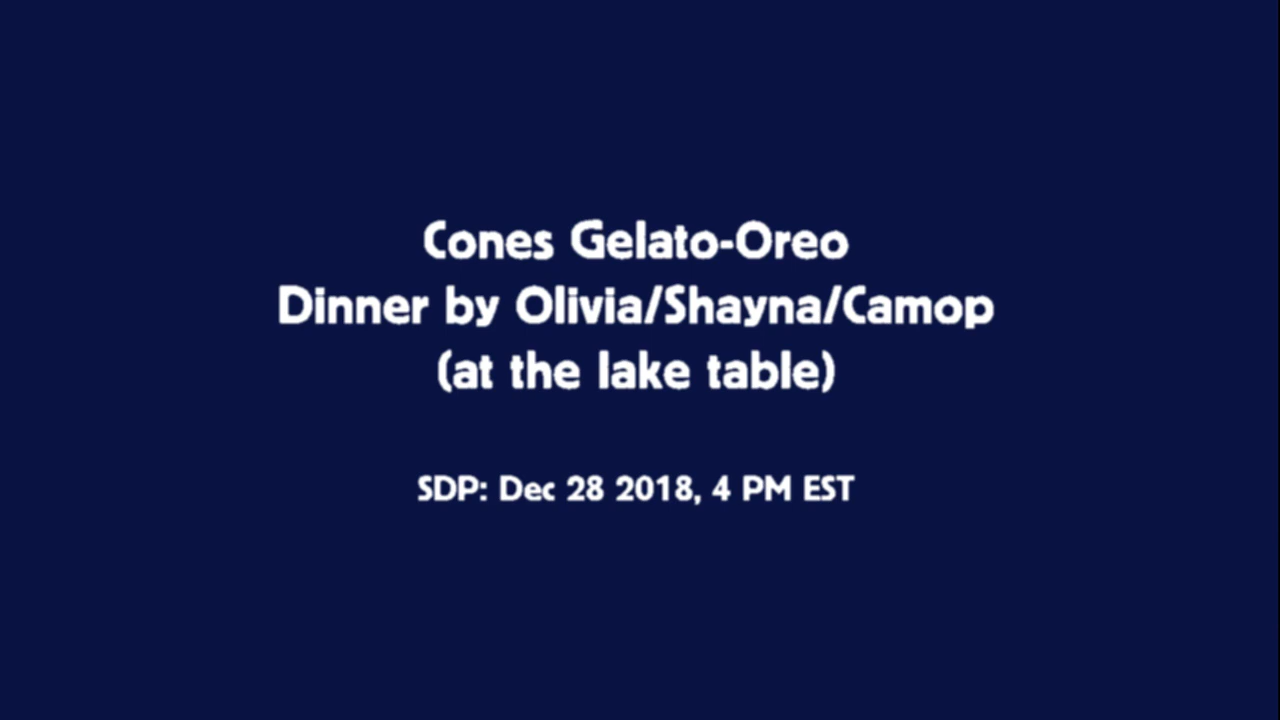 Cones Gelato-Oreo
Dinner by Olivia/Shayna/Camop
(at the lake table)
SDP: Dec 28 2018, 4 PM EST